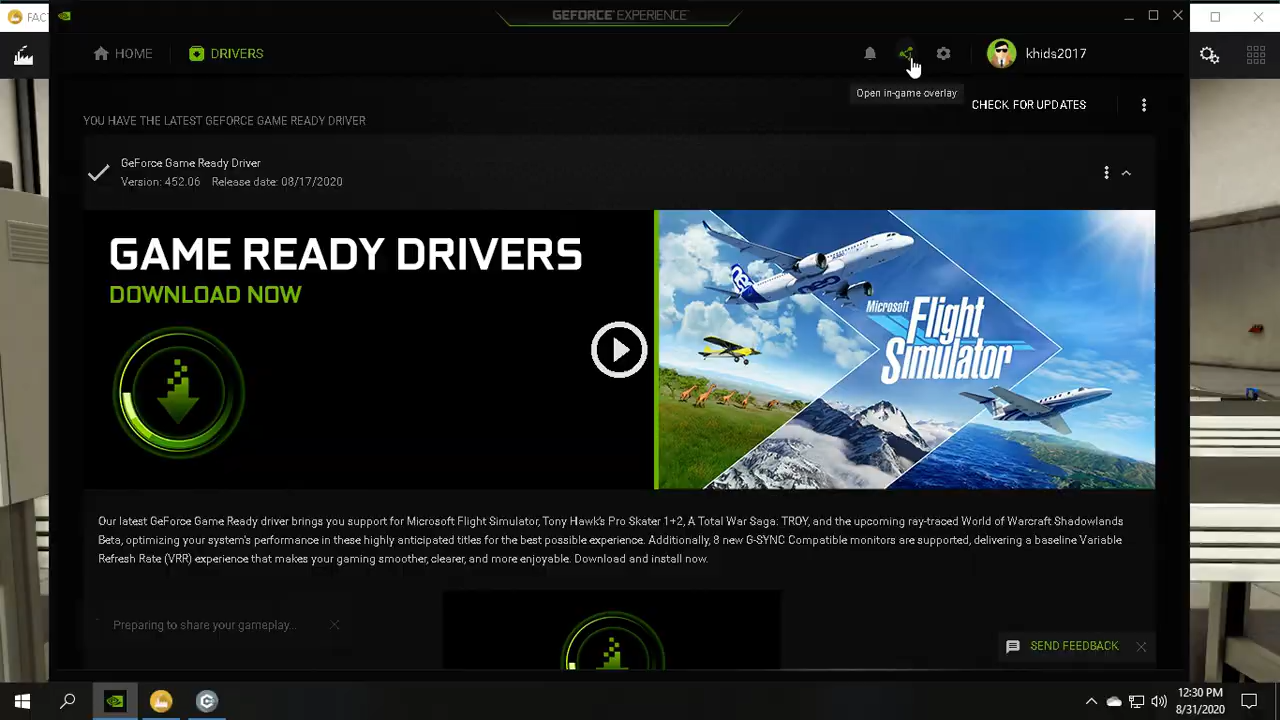 FACT
GEFORCE EXPERIENCE
HOME
DRIVERS
khids2017
Open in-game overlay
CHECK FOR UPDATES
YOU HAVE THE LATEST GEFORCE GAME READY DRIVER
GeForce Game Ready Driver
Version: 452.06 Release date: 08/17/2020
GAME READY DRIVERS
DOWNLOAD NOW
Microsoft
Flight
Simulator
Our latest GeForce Game Ready driver brings you support for Microsoft Flight Simulator, Tony Hawk's Pro Skater 1+2, A Total War Saga: TROY, and the upcoming ray-traced World of Warcraft Shadowlands
Beta, optimizing your system's performance in these highly anticipated titles for the best possible experience. Additionally, 8 new G-SYNC Compatible monitors are supported, delivering a baseline Variable
Refresh Rate (VRR) experience that makes your gaming smoother, clearer, and more enjoyable. Download and install now.
Preparing to share your gameplay...
SEND FEEDBACK
12:30 PM
8/31/2020